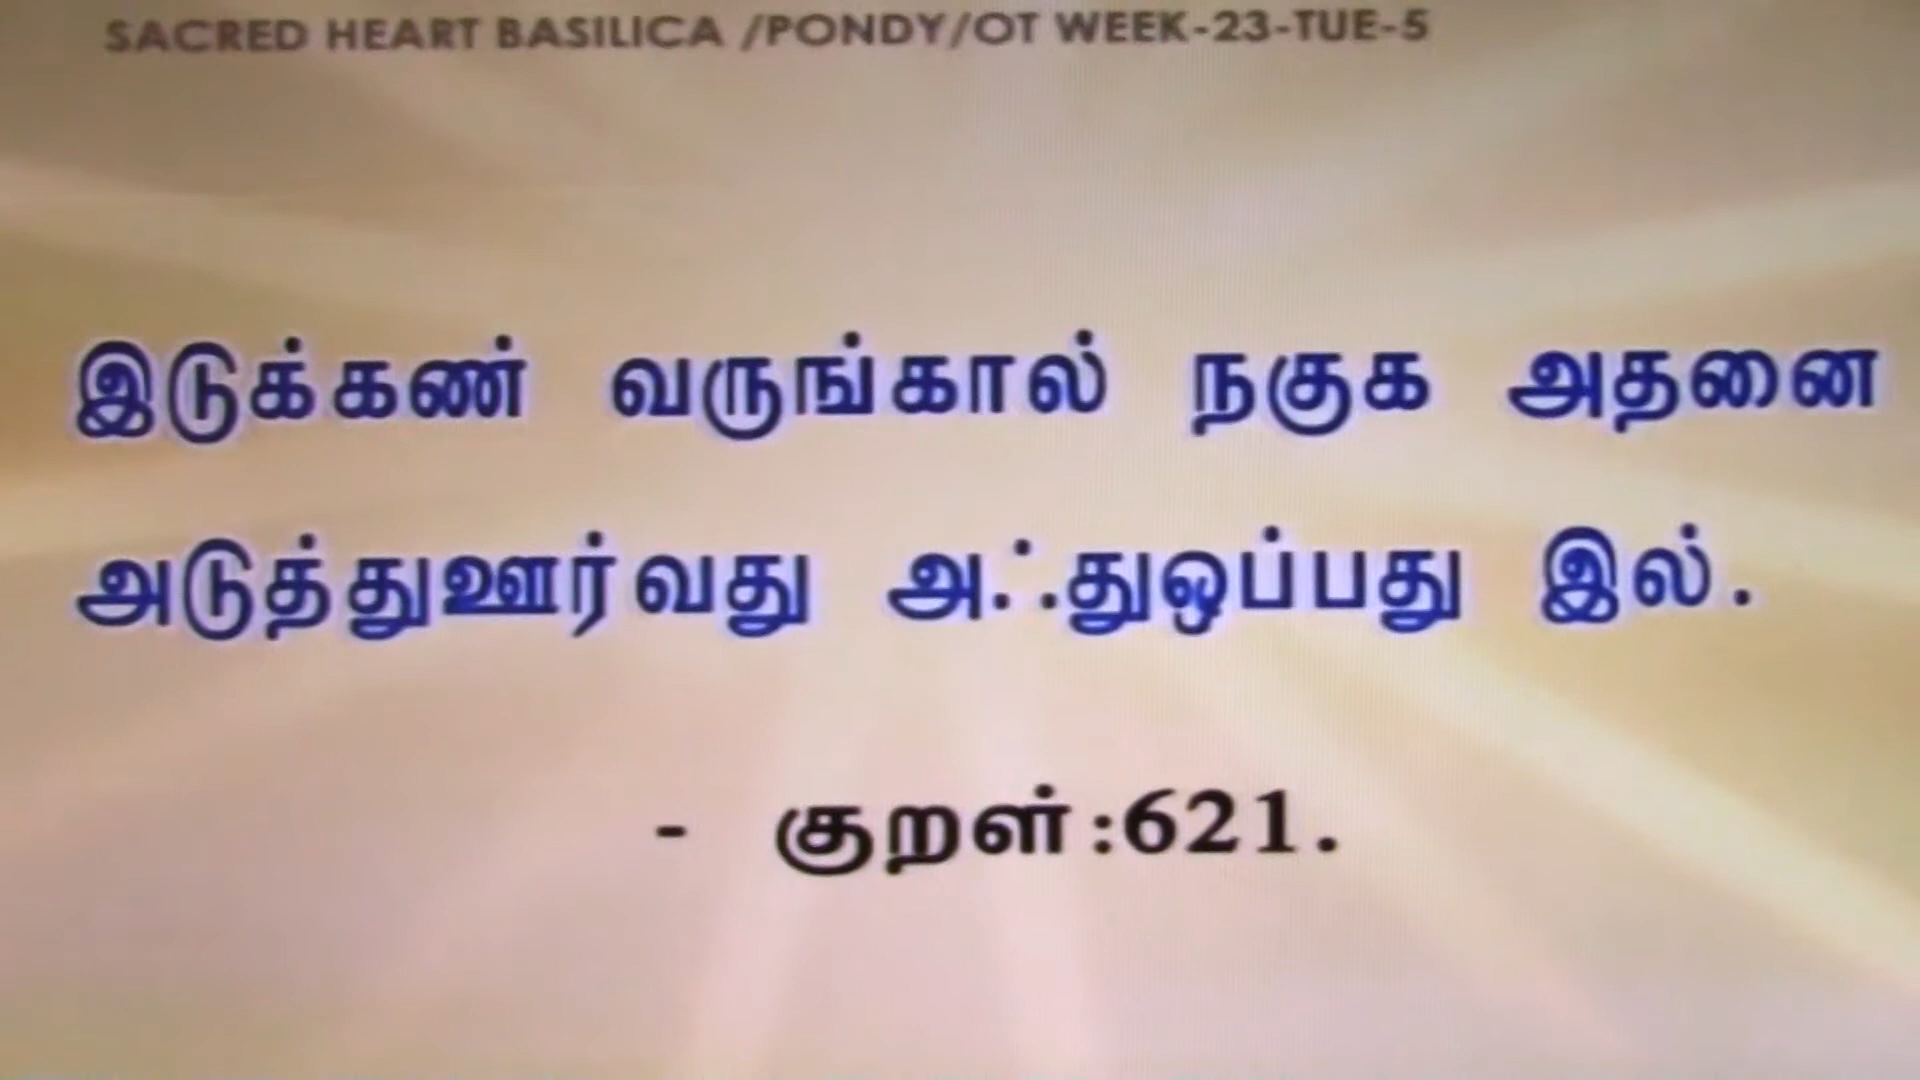 SACRED HEART BASILICA /PONDY/OT WEEK-23-TUE-5
இடுக்கண் வருங்கால் நகுக அதனை
அடுத்துஊர்வது அஃதுஒப்பது இல்.
- குறள்:621.